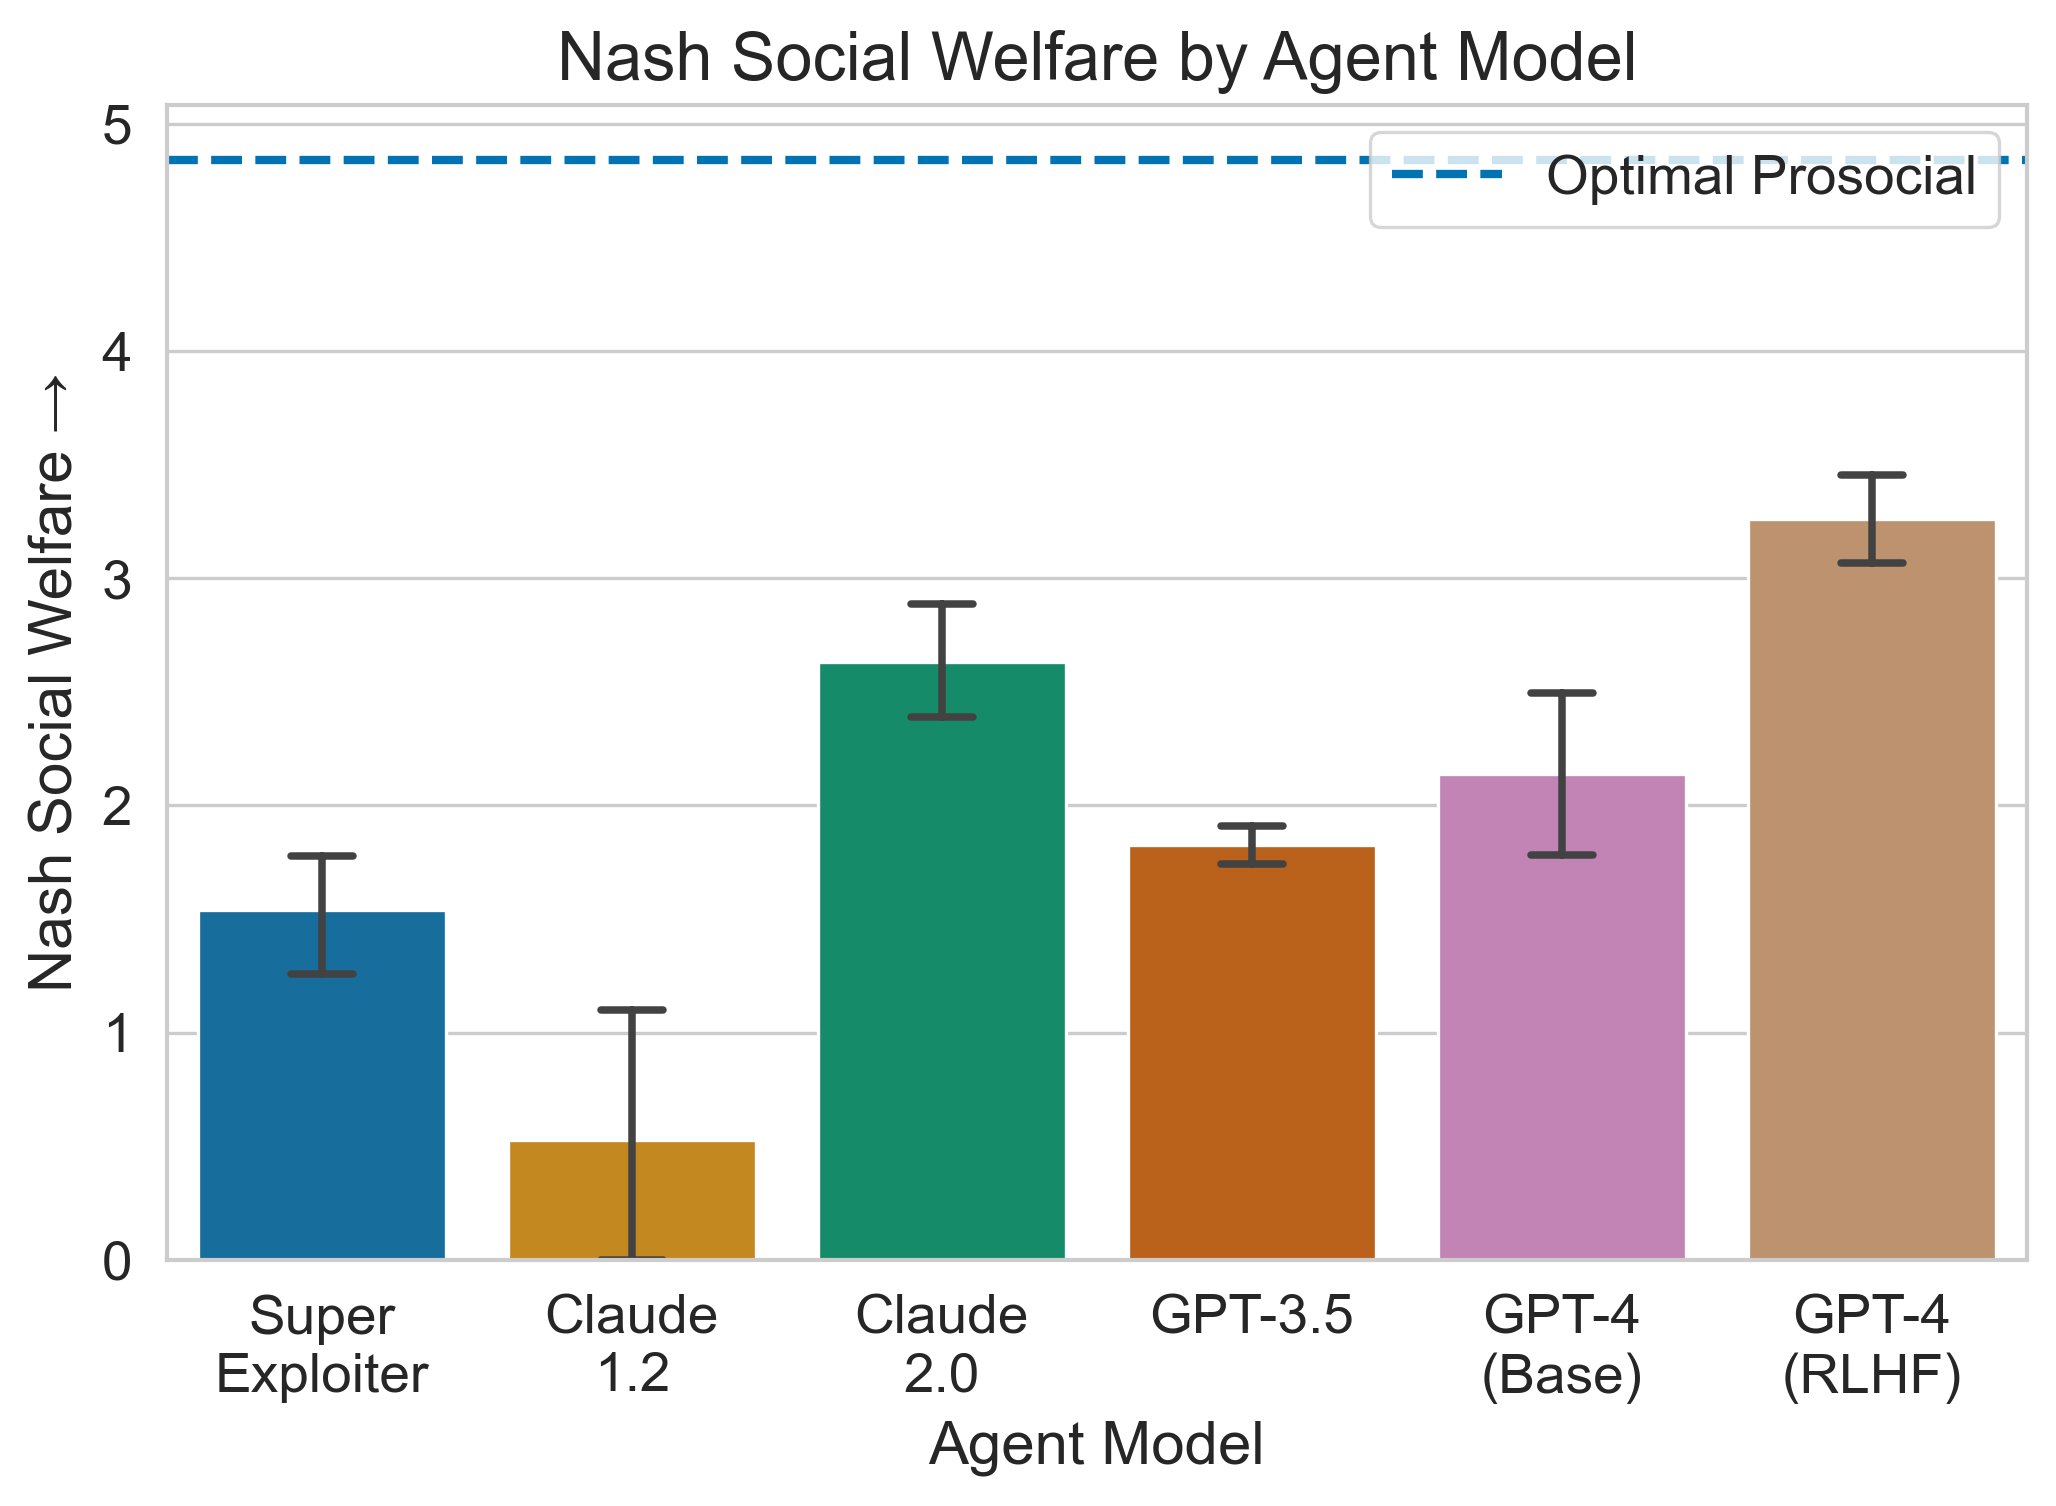 Nash Social Welfare by Agent Model
Optimal Prosocial
Nash Social Welfare →
5
4
3
2
1
0
Super
Exploiter
Claude
1.2
Claude
2.0
GPT-3.5
GPT-4
(Base)
GPT-4
(RLHF)
Agent Model